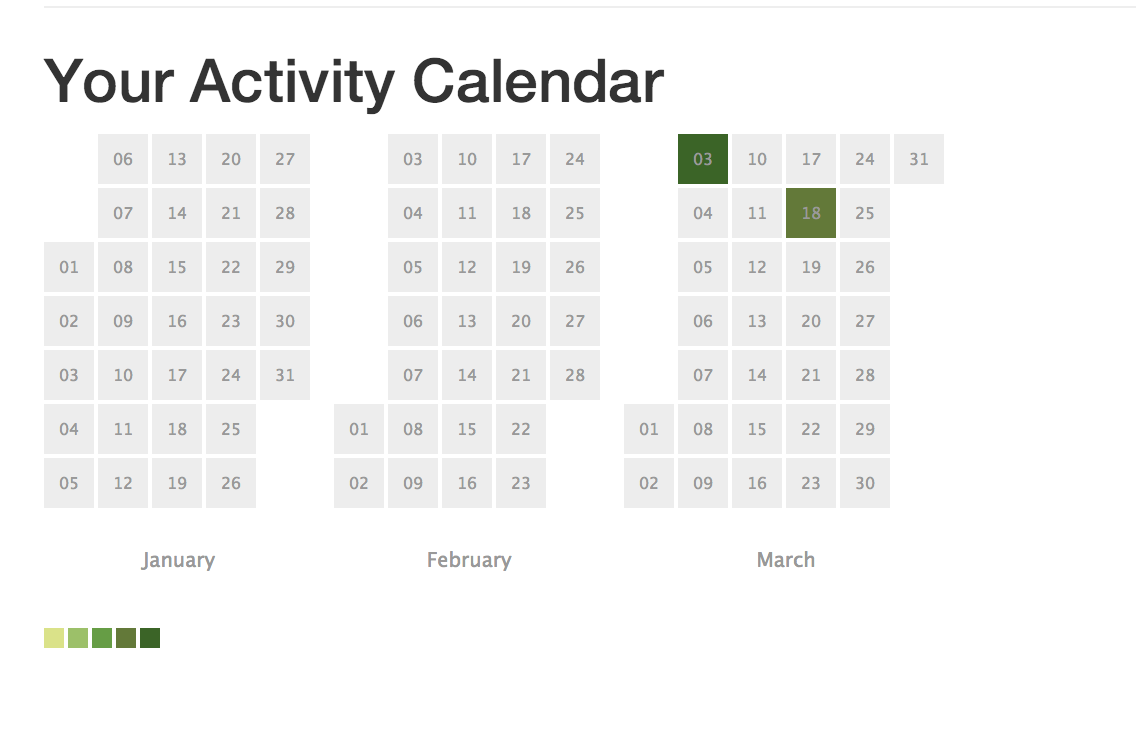 Your Activity Calendar
06 13 20 27 03 10 17 24 03 10 17 24 31
07 14 21 28 04 11 18 25 04 11 18 25
01 08 15 22 29 05 12 19 26 05 12 19 26
02 09 16 23 30 06 13 20 27 06 13 20 27
03 10 17 24 31 07 14 21 28 07 14 21 28
04 11 18 25 01 08 15 22 01 08 15 22 29
05 12 19 26 02 09 16 23 02 09 16 23 30
January February March